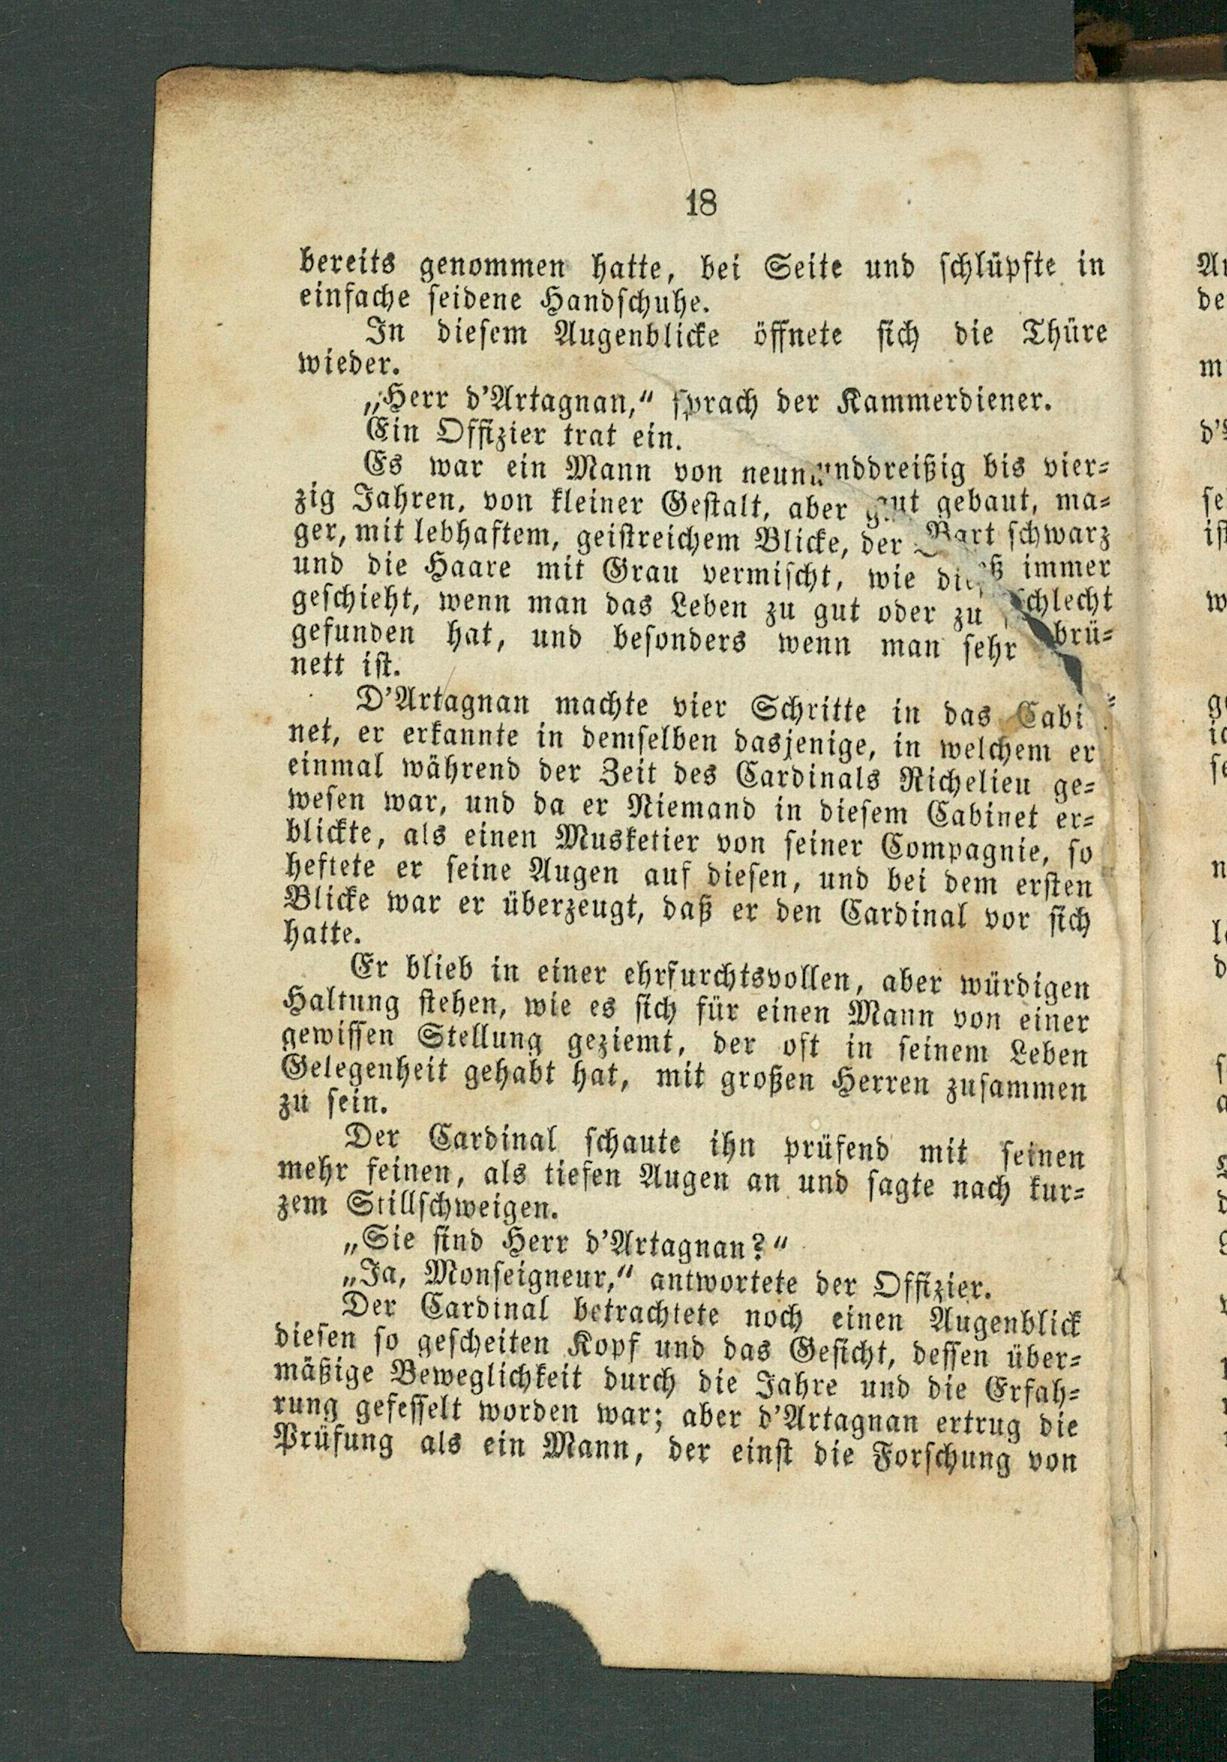 18
bereits genommen hatte, bei Seite und schlüpfte in
einfache seidene Handschuhe.
In diesem Augenblicke öffnete sich die Thüre
wieder.
„Herr d'Artagnan,“ sprach der Kammerdiener.
Ein Offizier trat ein.
Es war ein Mann von neununddreißig bis vier-
zig Jahren, von kleiner Gestalt, aber gut gebaut, ma-
ger, mit lebhaftem, geistreichem Blicke, der Bart schwarz
und die Haare mit Grau vermischt, wie dieß immer
geschieht, wenn man das Leben zu gut oder zu schlecht
gefunden hat, und besonders wenn man sehr brü-
nett ist.
D'Artagnan machte vier Schritte in das Cabi-
net, er erkannte in demselben dasjenige, in welchem er
einmal während der Zeit des Cardinals Richelieu ge-
wesen war, und da er Niemand in diesem Cabinet er-
blickte, als einen Musketier von seiner Compagnie, so
heftete er seine Augen auf diesen, und bei dem ersten
Blicke war er überzeugt, daß er den Cardinal vor sich
hatte.
Er blieb in einer ehrfurchtsvollen, aber würdigen
Haltung stehen, wie es sich für einen Mann von einer
gewissen Stellung geziemt, der oft in seinem Leben
Gelegenheit gehabt hat, mit großen Herren zusammen
zu sein.
Der Cardinal schaute ihn prüfend mit seinen
mehr feinen, als tiefen Augen an und sagte nach kur-
zem Stillschweigen.
„Sie sind Herr d'Artagnan?“
„Ja, Monseigneur,“ antwortete der Offizier.
Der Cardinal betrachtete noch einen Augenblick
diesen so gescheiten Kopf und das Gesicht, dessen über-
mäßige Beweglichkeit durch die Jahre und die Erfah-
rung gefesselt worden war; aber d'Artagnan ertrug die
Prüfung als ein Mann, der einst die Forschung von